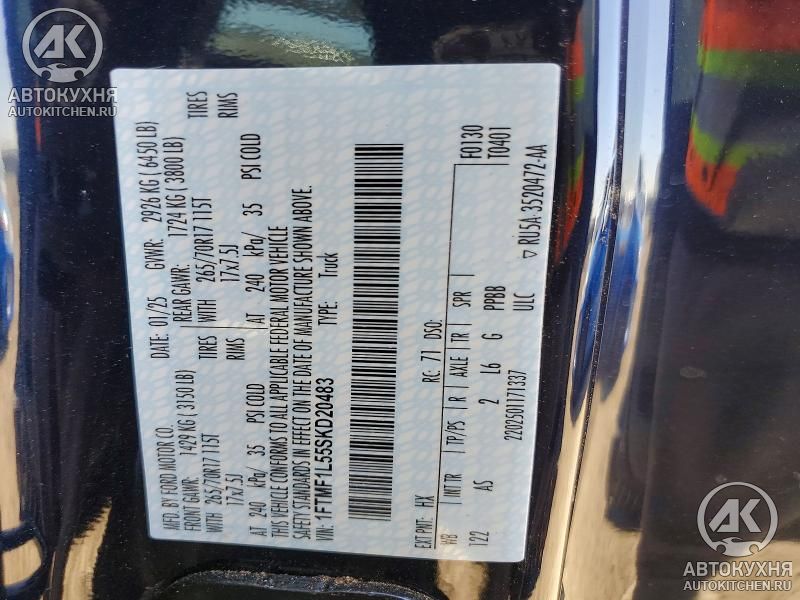 MFD. BY FORD MOTOR CO.
DATE: 01/25 GVWR: 2926 KG ( 6450 LB)
FRONT GAWR: 1429 KG ( 3150 LB)
REAR GAWR: 1724 KG ( 3800 LB)
WITH 265/70R17 115T TIRES
WITH 265/70R17 115T TIRES
17x7.5J RIMS
17x7.5J RIMS
AT 240 kPa/ 35 PSI COLD
AT 240 kPa/ 35 PSI COLD
THIS VEHICLE CONFORMS TO ALL APPLICABLE FEDERAL MOTOR VEHICLE
SAFETY STANDARDS IN EFFECT ON THE DATE OF MANUFACTURE SHOWN ABOVE.
VIN: 1FTMF1L55SKD20483 Truck
F0130
EXT PNT: HX RC: 71 DSO: T0401
WB INT TR TP/PS R AXLE TR SPR
122 AS 2 L6 G PPBB
2202501171337 ULC
▽ RU5A-3520472-AA
AK
АВТОКУХНЯ
AUTOKITCHEN.RU
AK
АВТОКУХНЯ
AUTOKITCHEN.RU